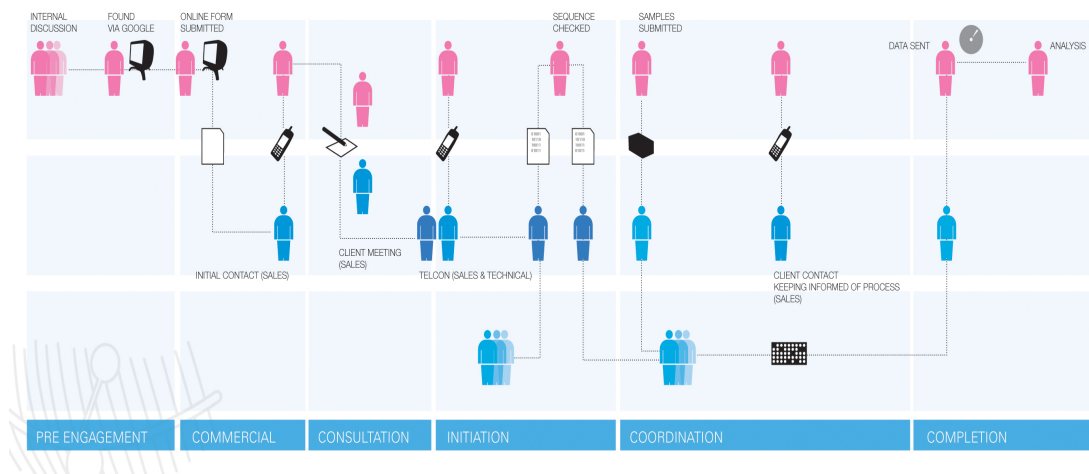 INTERNAL
DISCUSSION
FOUND
VIA GOOGLE
ONLINE FORM
SUBMITTED
SEQUENCE
CHECKED
SAMPLES
SUBMITTED
DATA SENT
ANALYSIS
INITIAL CONTACT (SALES)
CLIENT MEETING
(SALES)
TELCON (SALES & TECHNICAL)
CLIENT CONTACT
KEEPING INFORMED OF PROCESS
(SALES)
PRE ENGAGEMENT
COMMERCIAL
CONSULTATION
INITIATION
COORDINATION
COMPLETION